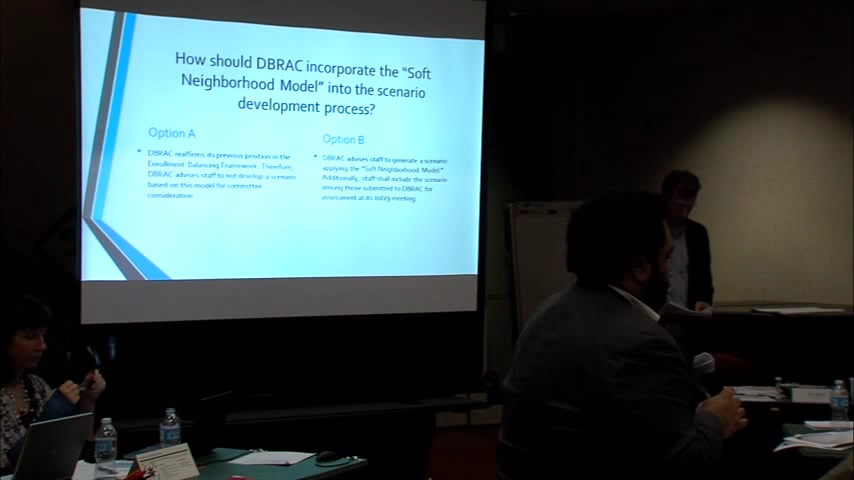 How should DBRAC incorporate the "Soft
Neighborhood Model" into the scenario
development process?
Option A
DBRAC reaffirms its previous position in the
Enrollment Balancing Framework. Therefore,
DBRAC advises staff to not develop a scenario
based on this model for committee
consideration.
Option B
DBRAC advises staff to generate a scenario
applying the "Soft Neighborhood Model."
Additionally, staff shall include the scenario
among those submitted to DBRAC for
assessment at its 10/29 meeting.